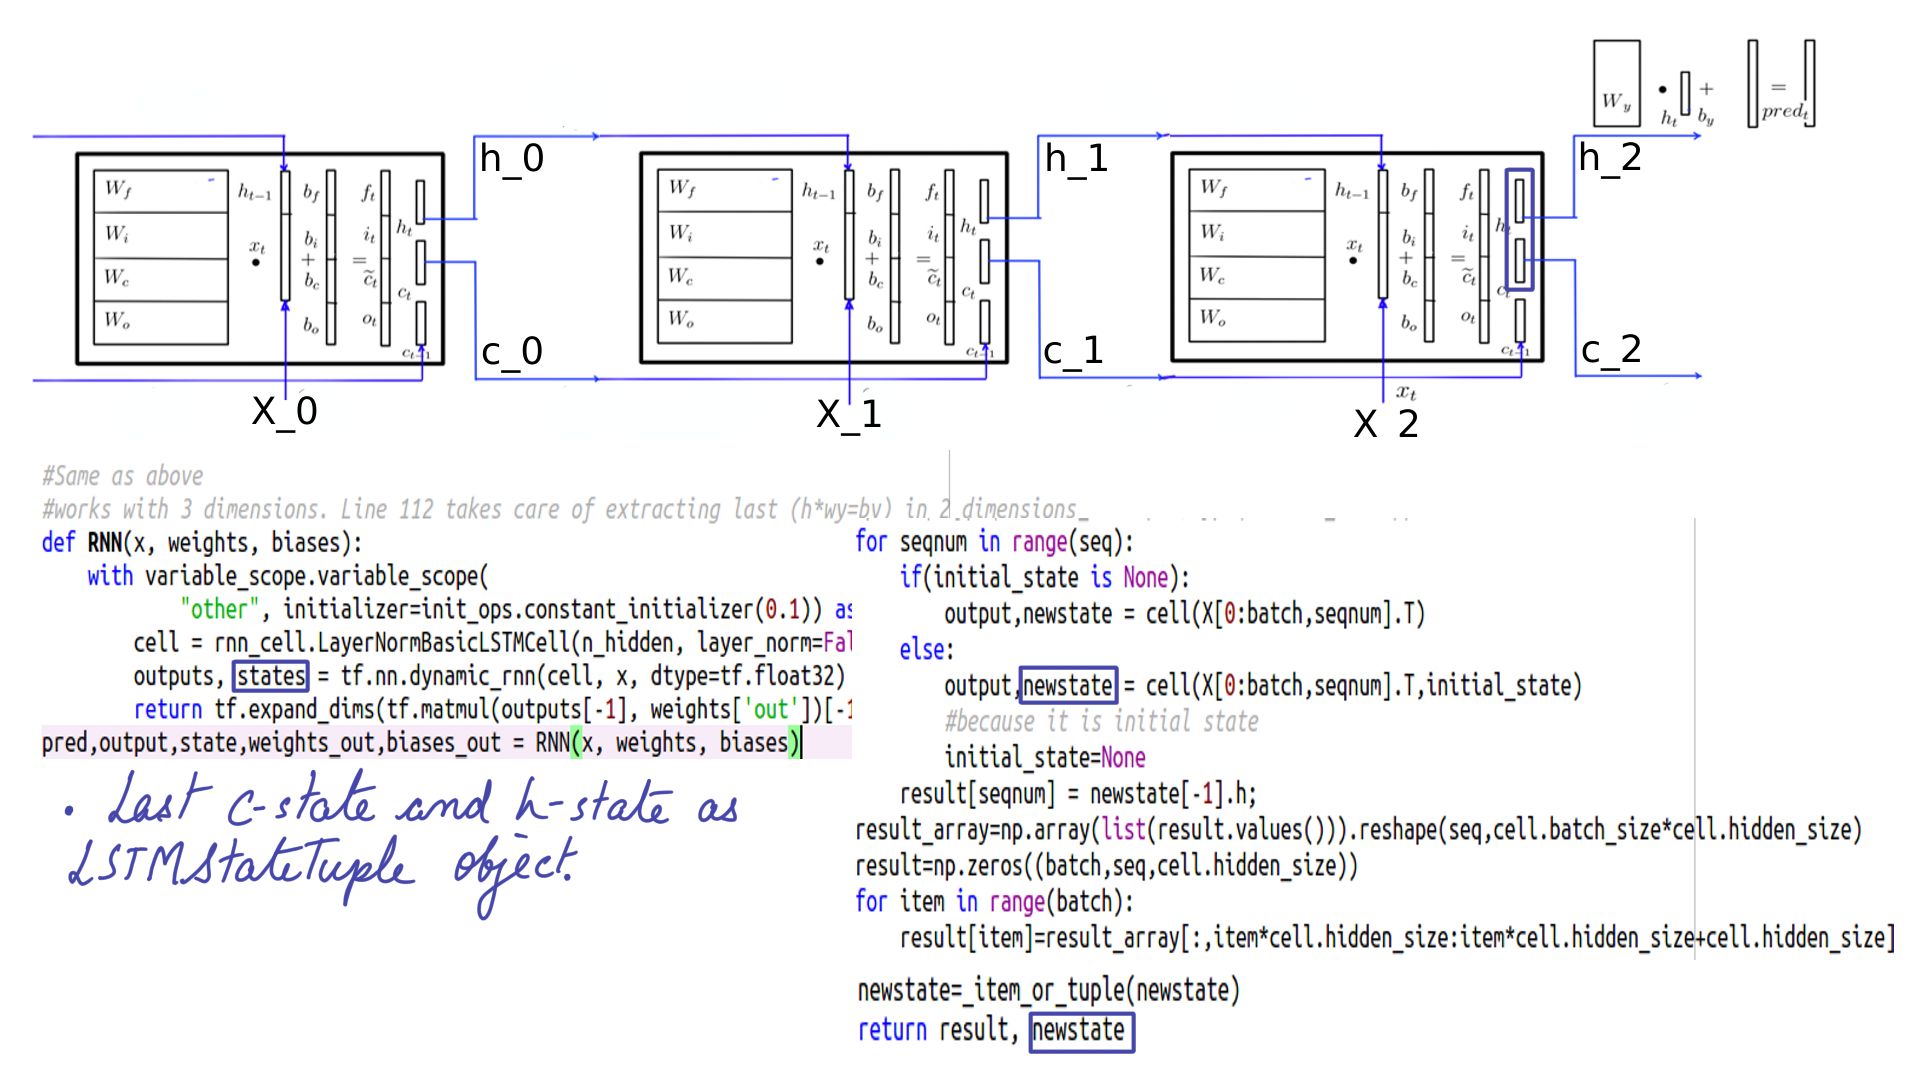 W_y • h_t + b_y = pred_t
h_0
h_1
h_2
W_f h_{t-1} b_f f_t
W_i x_t b_i i_t h_t
• + =
W_c b_c c̃_t c_t
W_o b_o o_t
c_{t-1}
W_f h_{t-1} b_f f_t
W_i x_t b_i i_t h_t
• + =
W_c b_c c̃_t c_t
W_o b_o o_t
c_{t-1}
W_f h_{t-1} b_f f_t
W_i x_t b_i i_t
• + =
W_c b_c c̃_t
W_o b_o o_t
c_{t-1}
c_0
c_1
c_2
x_t
X_0
X_1
X 2
#Same as above
#works with 3 dimensions. Line 112 takes care of extracting last (h*wy=bv) in 2 dimensions_
def RNN(x, weights, biases):
with variable_scope.variable_scope(
"other", initializer=init_ops.constant_initializer(0.1)) as
cell = rnn_cell.LayerNormBasicLSTMCell(n_hidden, layer_norm=Fal
outputs, states = tf.nn.dynamic_rnn(cell, x, dtype=tf.float32)
return tf.expand_dims(tf.matmul(outputs[-1], weights['out'])[-1
pred,output,state,weights_out,biases_out = RNN(x, weights, biases)
• Last c-state and h-state as
LSTMStateTuple object.
for seqnum in range(seq):
if(initial_state is None):
output,newstate = cell(X[0:batch,seqnum].T)
else:
output,newstate = cell(X[0:batch,seqnum].T,initial_state)
#because it is initial state
initial_state=None
result[seqnum] = newstate[-1].h;
result_array=np.array(list(result.values())).reshape(seq,cell.batch_size*cell.hidden_size)
result=np.zeros((batch,seq,cell.hidden_size))
for item in range(batch):
result[item]=result_array[:,item*cell.hidden_size:item*cell.hidden_size+cell.hidden_size]
newstate=_item_or_tuple(newstate)
return result, newstate